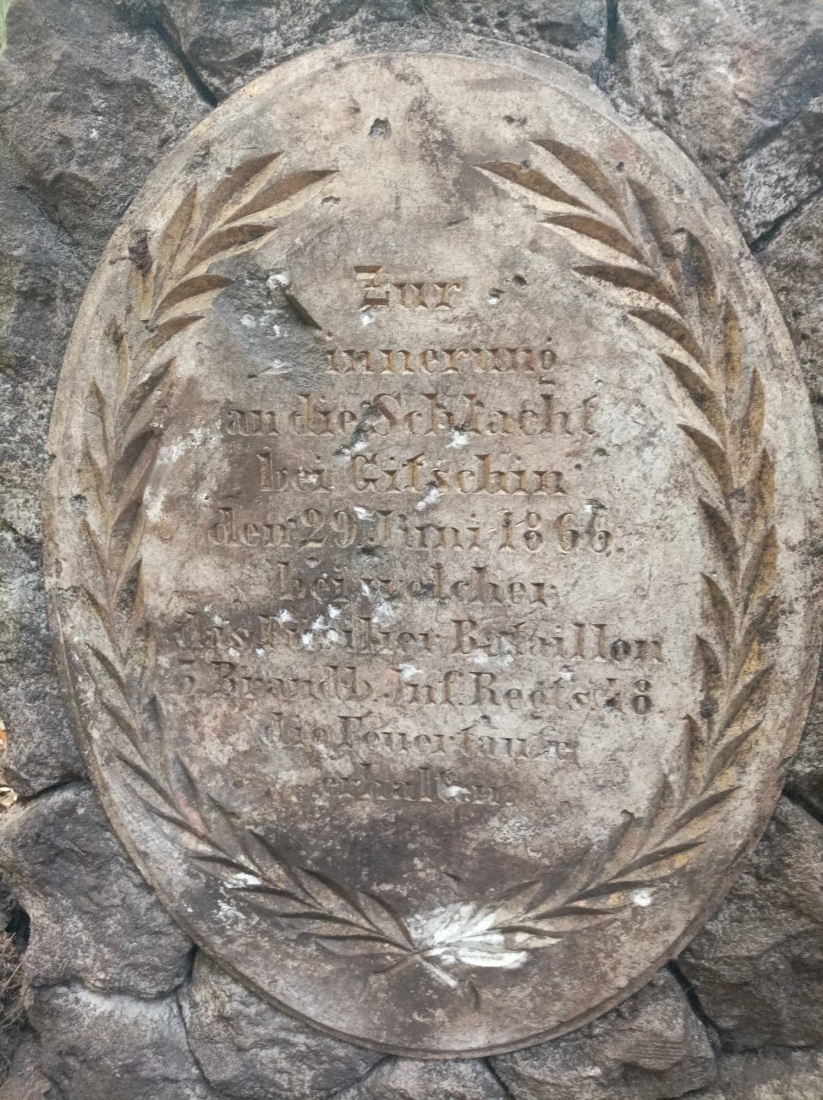 Zur
innerung
an die Schlacht
bei Gitschin
den 29 Juni 1866.
bei welcher
das Füsilier Bataillon
5. Brandb. Inf. Regts. 48.
die Feuertaufe
erhalten.